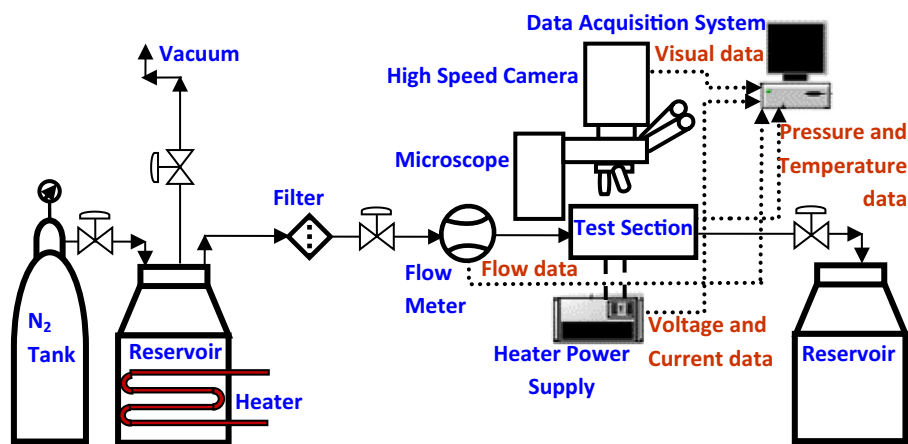 Data Acquisition System
Vacuum
Visual data
High Speed Camera
Pressure and
Temperature
data
Microscope
Filter
Test Section
Flow
Meter
Flow data
N₂
Tank
Reservoir
Heater
Heater Power
Supply
Voltage and
Current data
Reservoir